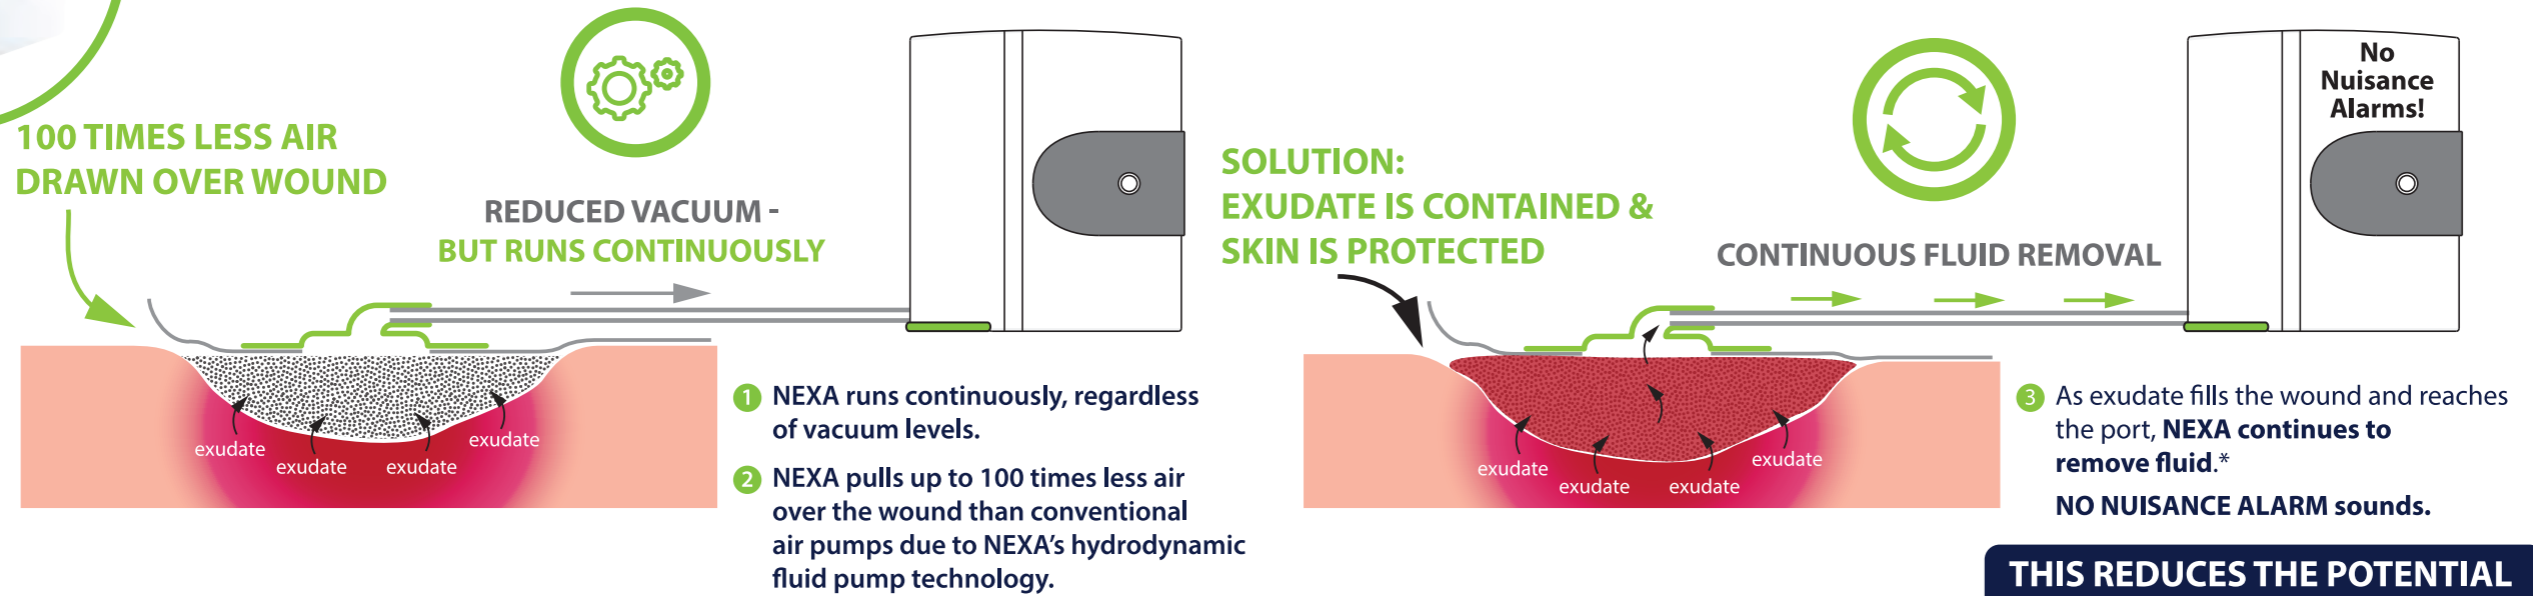 100 TIMES LESS AIR
DRAWN OVER WOUND
REDUCED VACUUM -
BUT RUNS CONTINUOUSLY
exudate
exudate
exudate
exudate
1 NEXA runs continuously, regardless
of vacuum levels.
2 NEXA pulls up to 100 times less air
over the wound than conventional
air pumps due to NEXA's hydrodynamic
fluid pump technology.
SOLUTION:
EXUDATE IS CONTAINED &
SKIN IS PROTECTED
CONTINUOUS FLUID REMOVAL
No
Nuisance
Alarms!
exudate
exudate
exudate
exudate
3 As exudate fills the wound and reaches
the port, NEXA continues to
remove fluid.*
NO NUISANCE ALARM sounds.
THIS REDUCES THE POTENTIAL